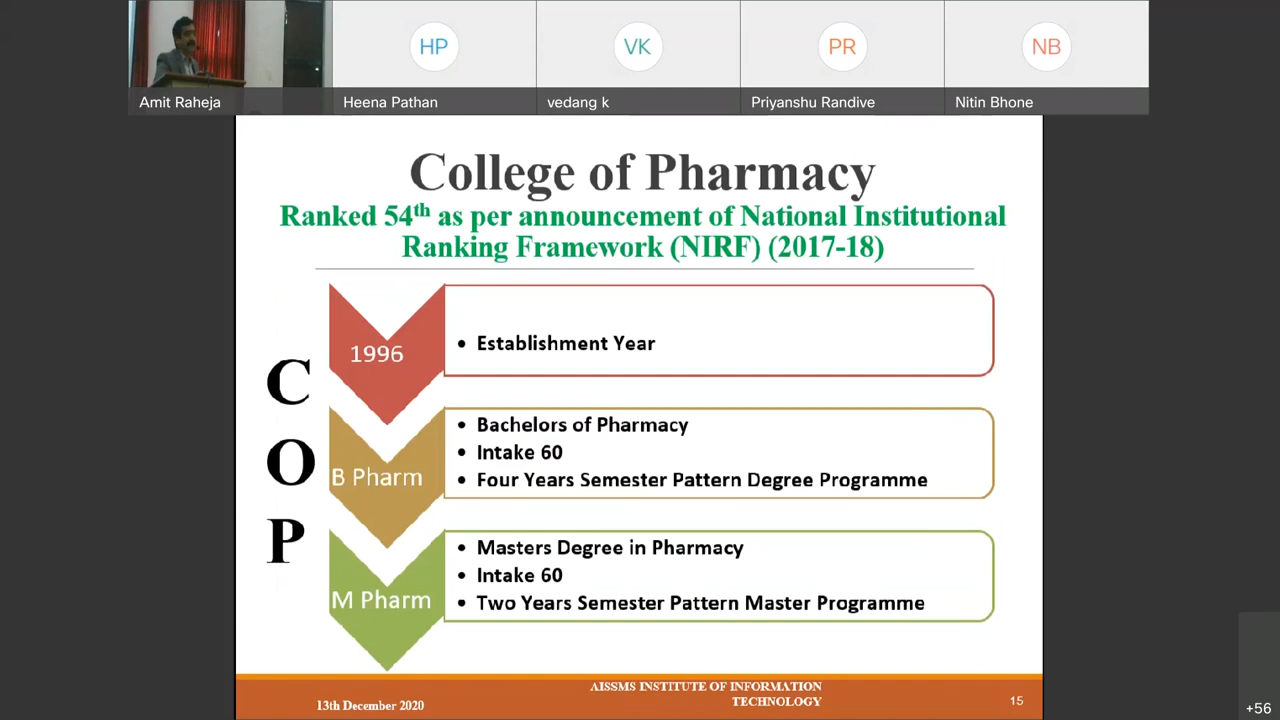 HP
VK
PR
NB
Amit Raheja
Heena Pathan
vedang k
Priyanshu Randive
Nitin Bhone
College of Pharmacy
Ranked 54th as per announcement of National Institutional
Ranking Framework (NIRF) (2017-18)
C
O
P
1996
• Establishment Year
B Pharm
• Bachelors of Pharmacy
• Intake 60
• Four Years Semester Pattern Degree Programme
M Pharm
• Masters Degree in Pharmacy
• Intake 60
• Two Years Semester Pattern Master Programme
13th December 2020
AISSMS INSTITUTE OF INFORMATION
TECHNOLOGY
15
+56